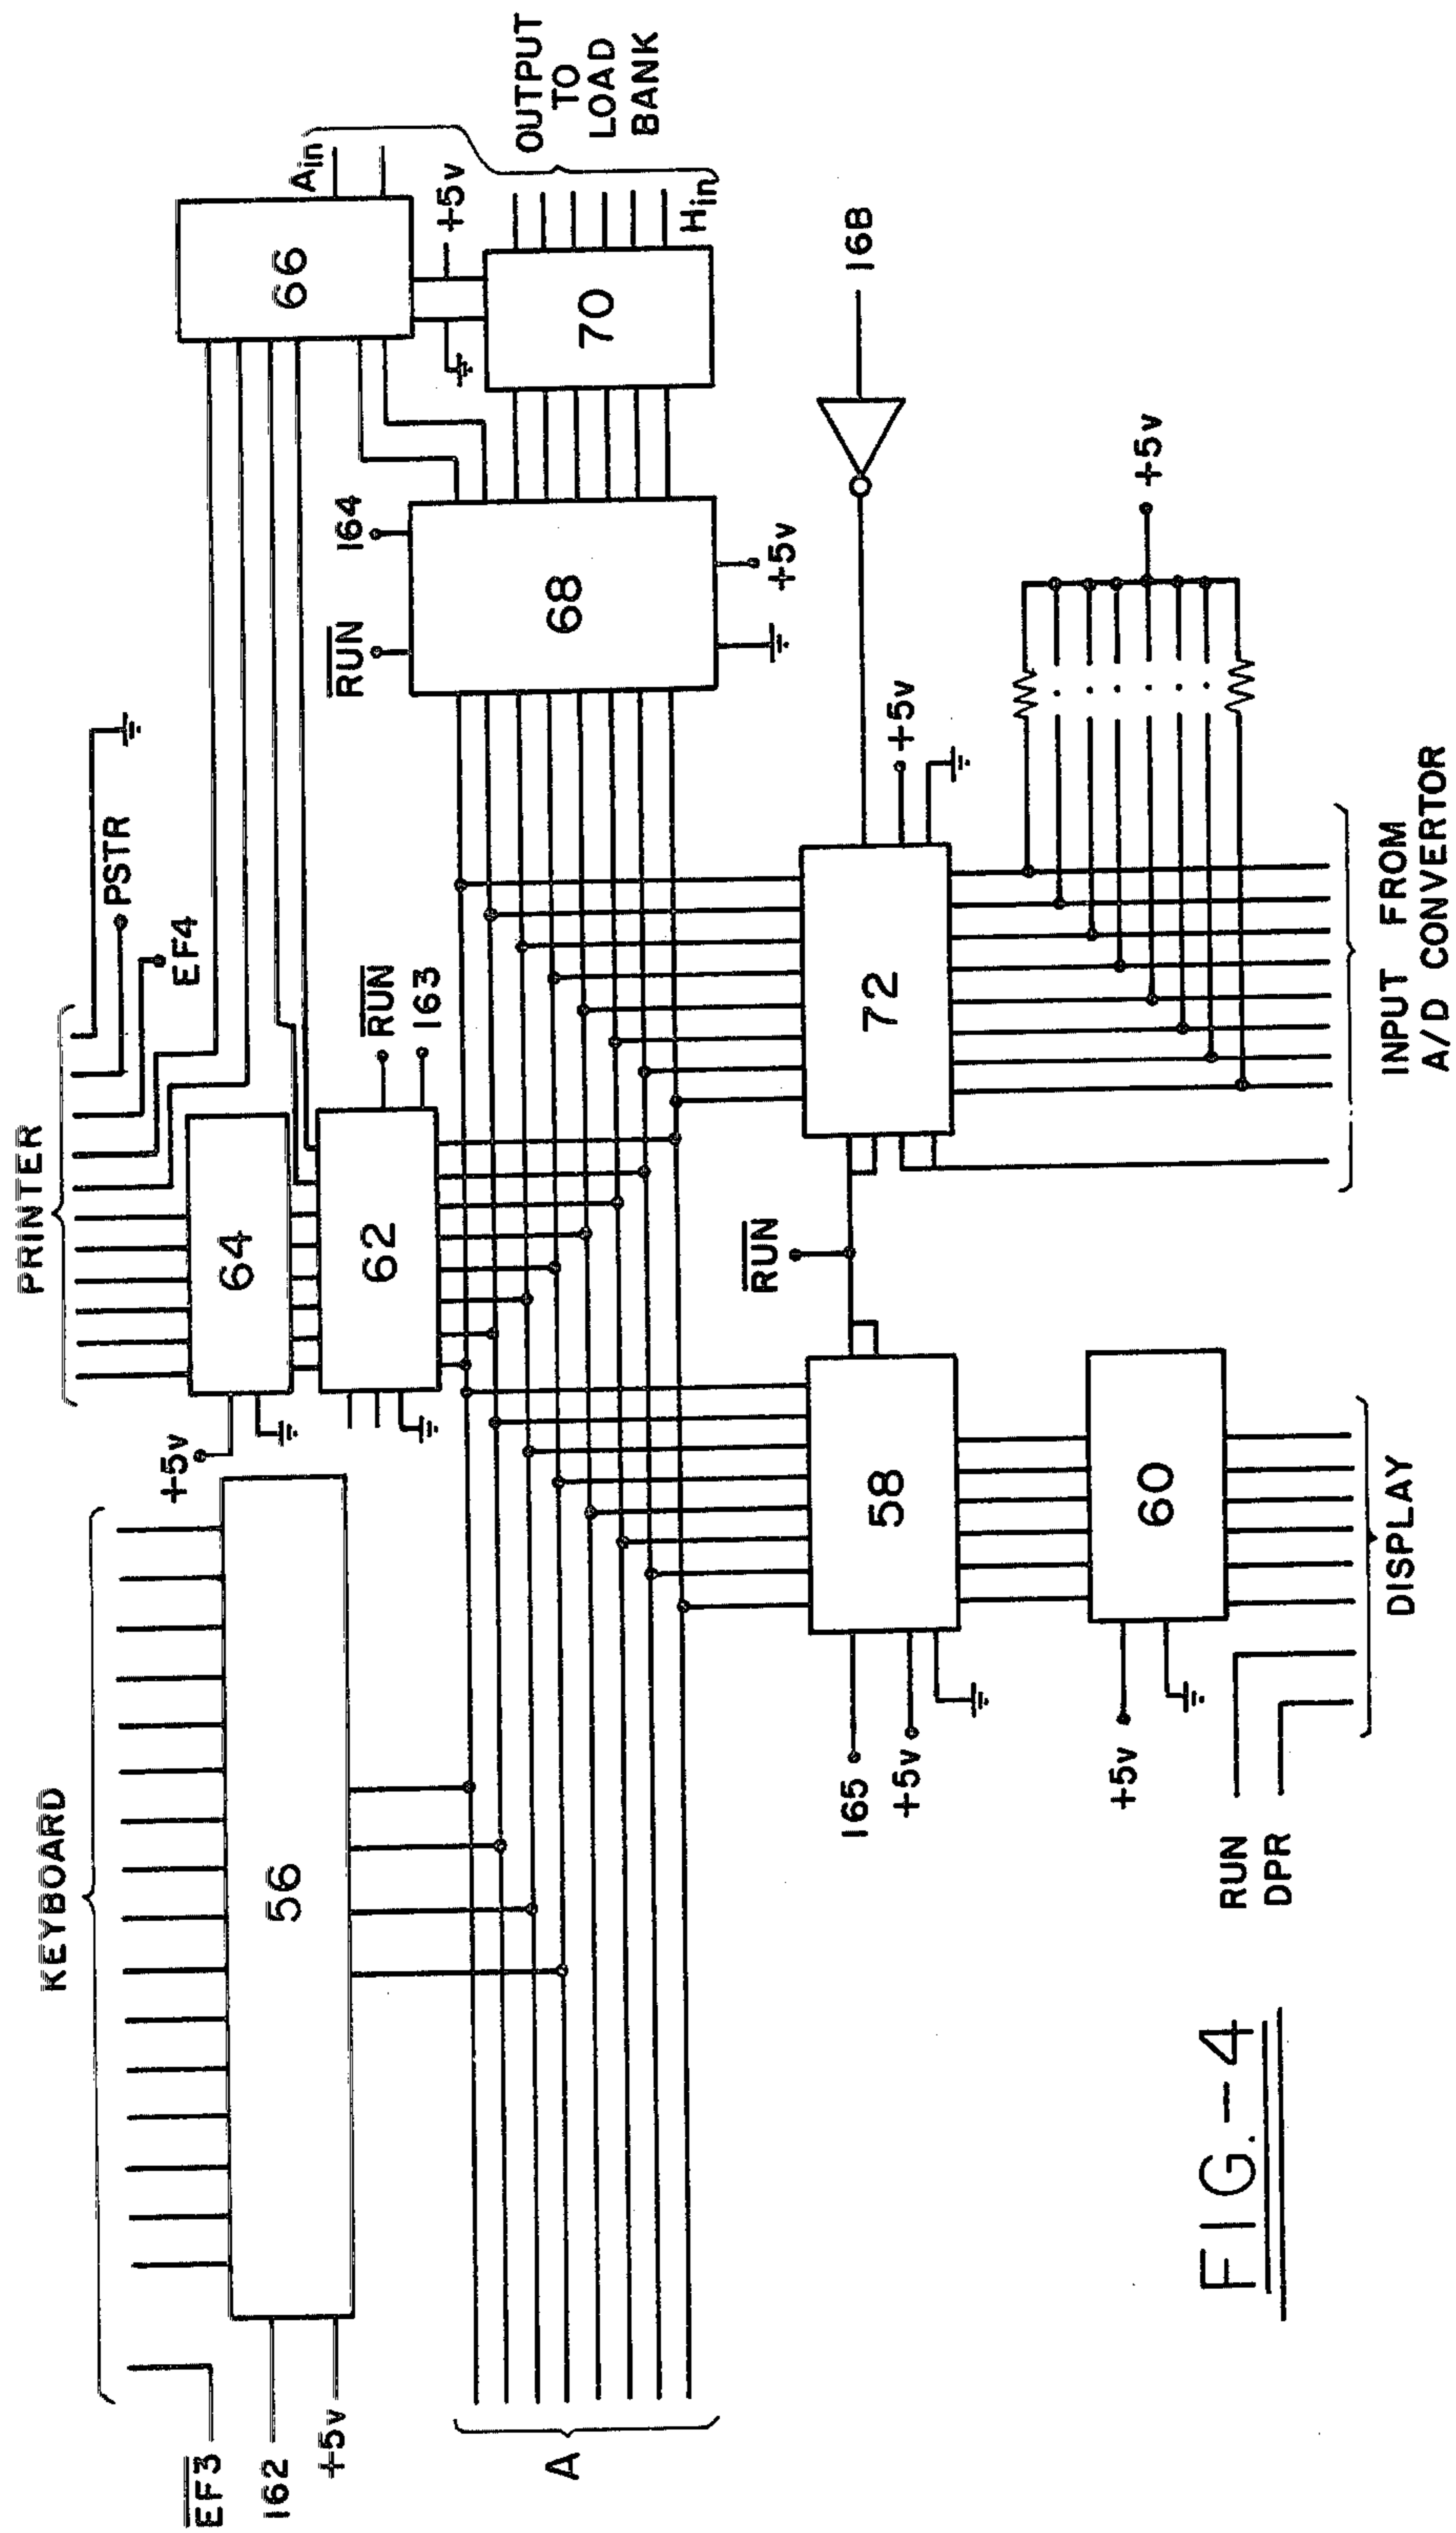 KEYBOARD
PRINTER
EF3
162
+5v
56
+5v
64
62
EF4
PSTR
RUN
163
66
Ain
+5v
OUTPUT
TO
LOAD
BANK
Hin
70
RUN
164
68
+5v
A
165
+5v
58
RUN
72
+5v
16B
+5v
60
+5v
RUN
DPR
DISPLAY
INPUT FROM
A/D CONVERTOR
FIG.-4